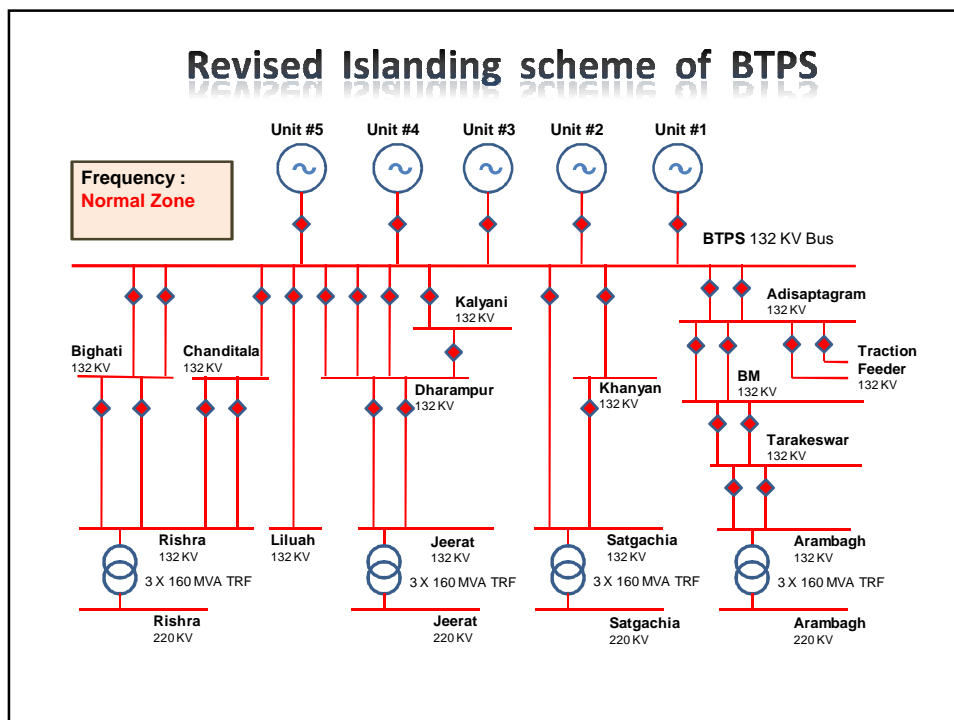 Revised Islanding scheme of BTPS
Unit #5
Unit #4
Unit #3
Unit #2
Unit #1
Frequency :
Normal Zone
BTPS 132 KV Bus
Adisaptagram
132 KV
Kalyani
132 KV
Bighati
132 KV
Chanditala
132 KV
Dharampur
132 KV
Khanyan
132 KV
BM
132 KV
Traction
Feeder
132 KV
Tarakeswar
132 KV
Rishra
132 KV
3 X 160 MVA TRF
Rishra
220 KV
Liluah
132 KV
Jeerat
132 KV
3 X 160 MVA TRF
Jeerat
220 KV
Satgachia
132 KV
3 X 160 MVA TRF
Satgachia
220 KV
Arambagh
132 KV
3 X 160 MVA TRF
Arambagh
220 KV